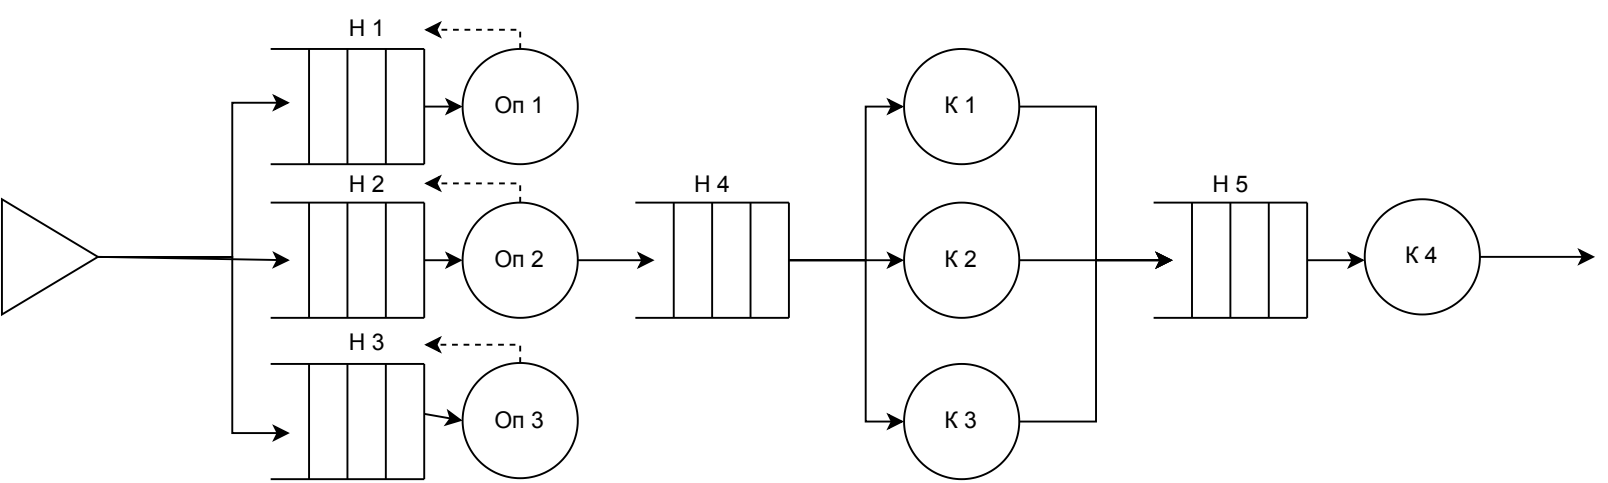 Н 1
Оп 1
К 1
Н 2
Н 4
Н 5
Оп 2
К 2
К 4
Н 3
Оп 3
К 3